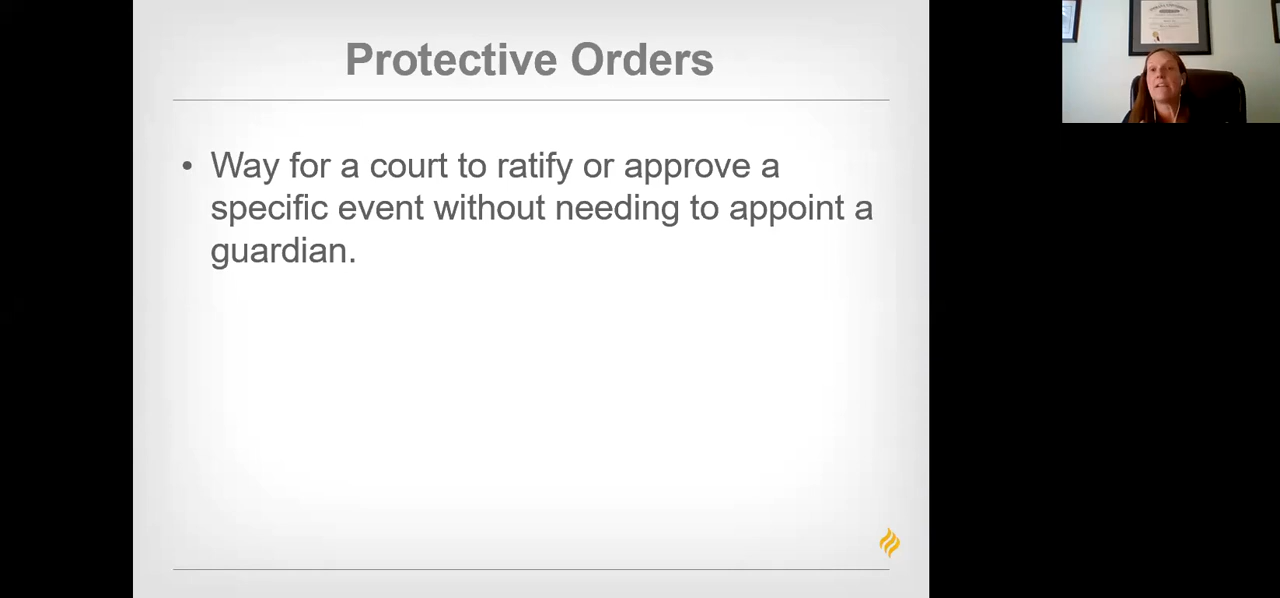 Protective Orders
• Way for a court to ratify or approve a
specific event without needing to appoint a
guardian.